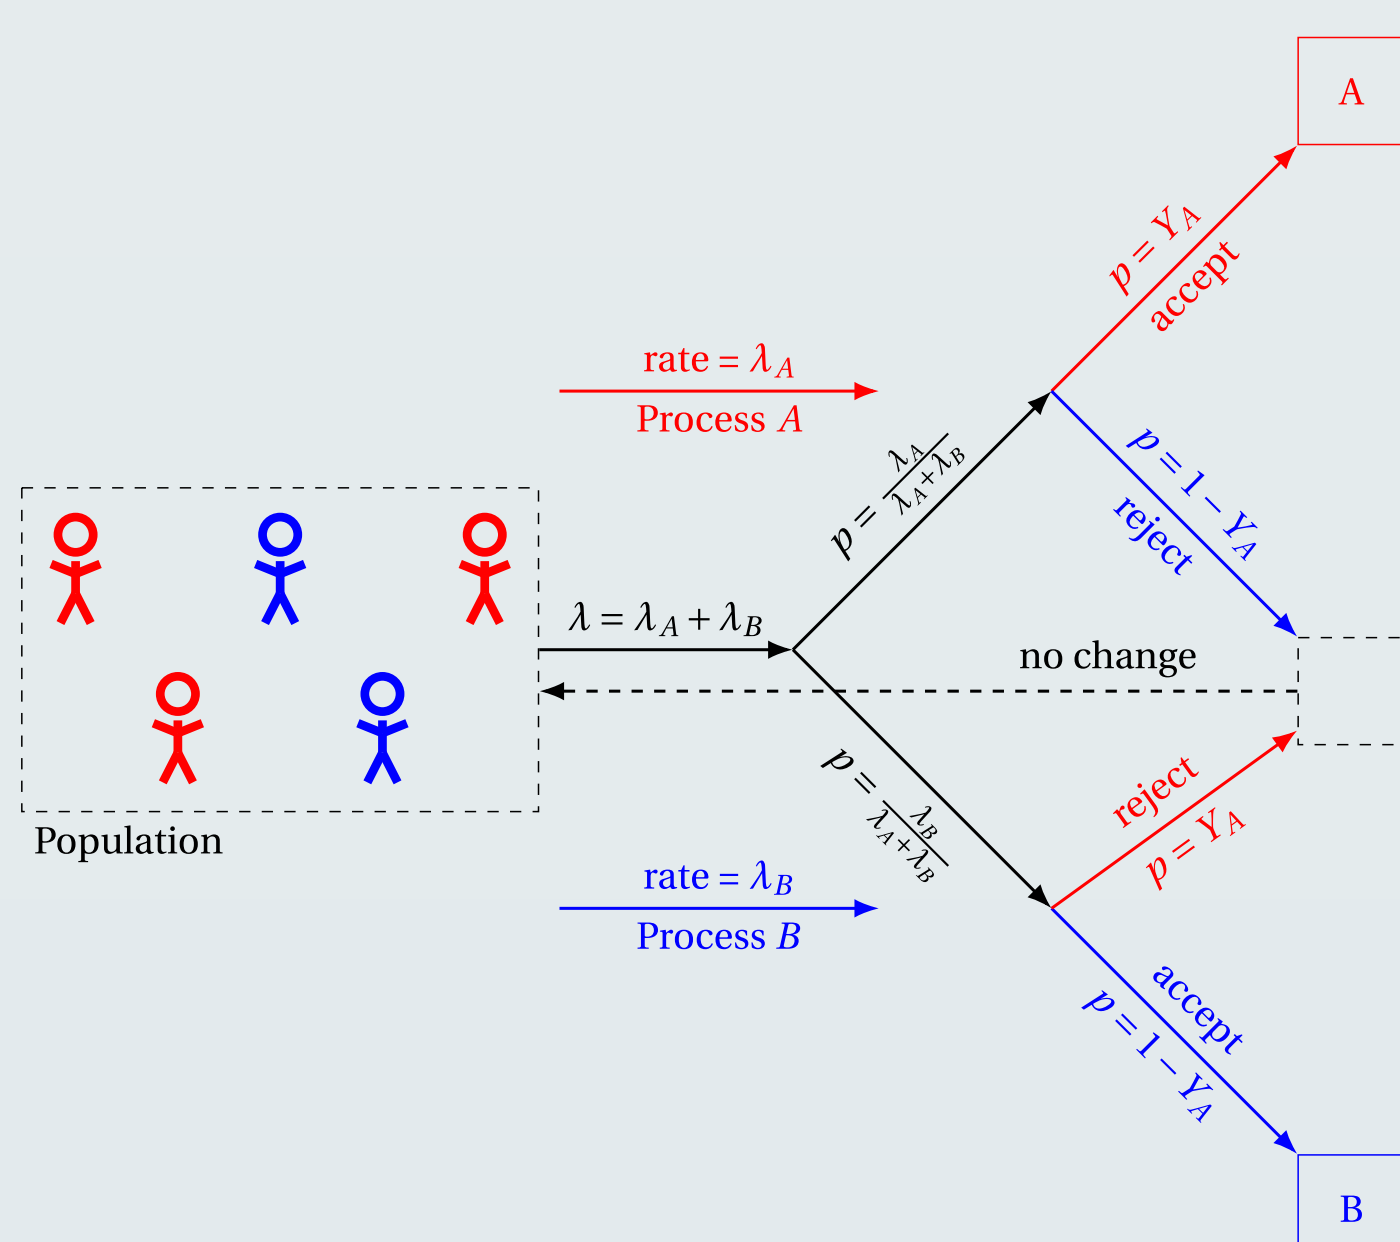 A
p = Y_A
accept
rate = λ_A
Process A
p = λ_A / (λ_A+λ_B)
p = 1 − Y_A
reject
λ = λ_A + λ_B
no change
reject
p = Y_A
p = λ_B / (λ_A+λ_B)
Population
rate = λ_B
Process B
accept
p = 1 − Y_A
B